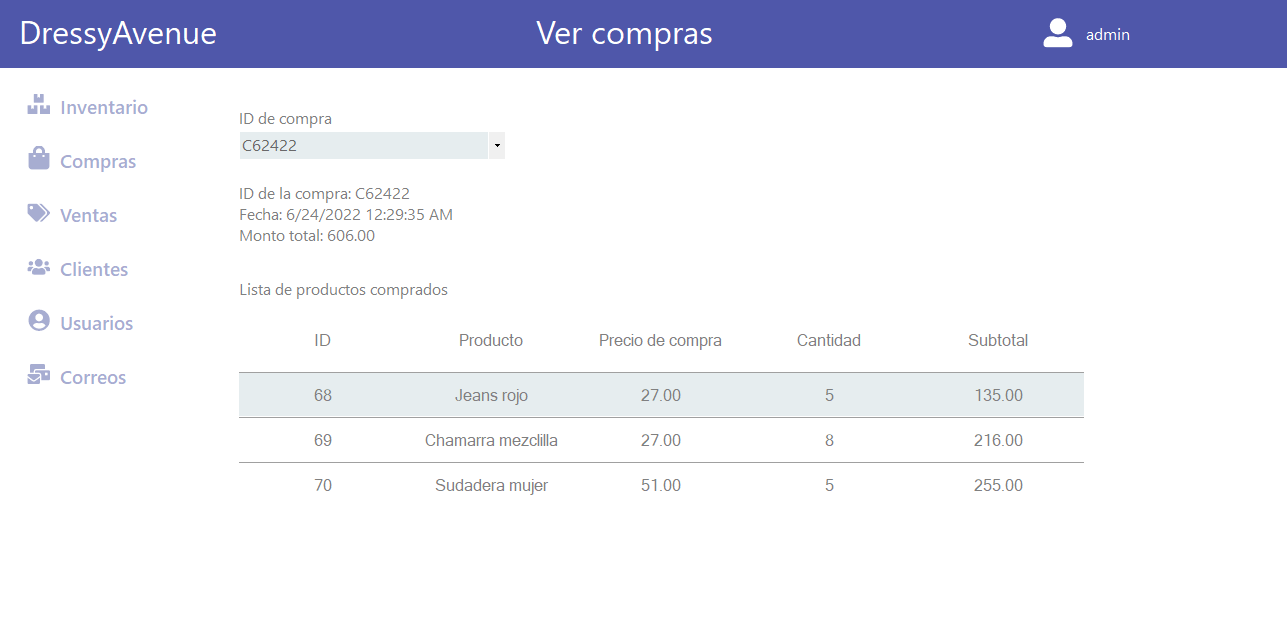 DressyAvenue Ver compras admin
Inventario
Compras
Ventas
Clientes
Usuarios
Correos
ID de compra
C62422
ID de la compra: C62422
Fecha: 6/24/2022 12:29:35 AM
Monto total: 606.00
Lista de productos comprados
ID Producto Precio de compra Cantidad Subtotal
68 Jeans rojo 27.00 5 135.00
69 Chamarra mezclilla 27.00 8 216.00
70 Sudadera mujer 51.00 5 255.00